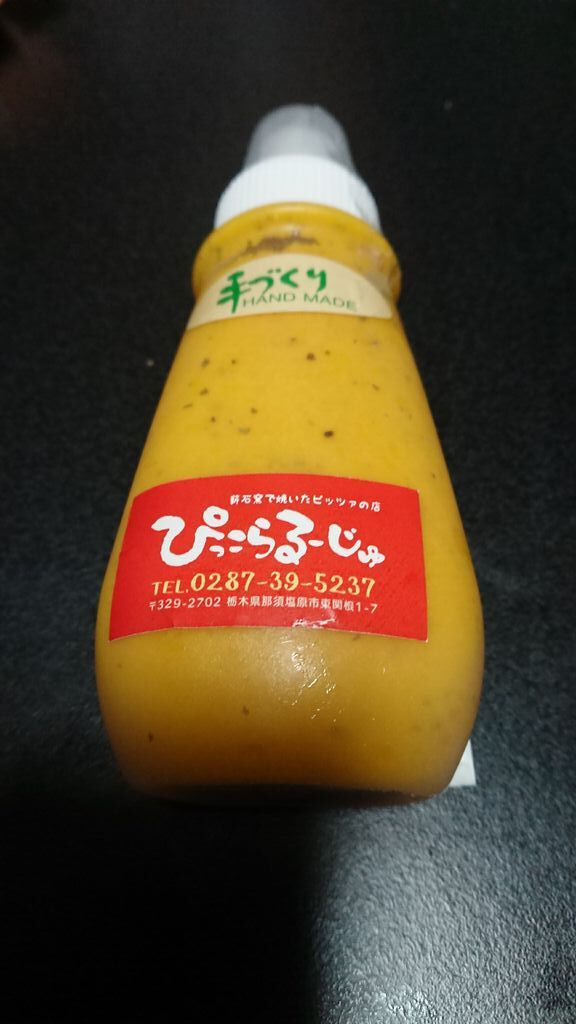 手づくり
HAND MADE
薪石窯で焼いたピッツァの店
ぴっこらるーじゅ
TEL.0287-39-5237
〒329-2702 栃木県那須塩原市東関根1-7